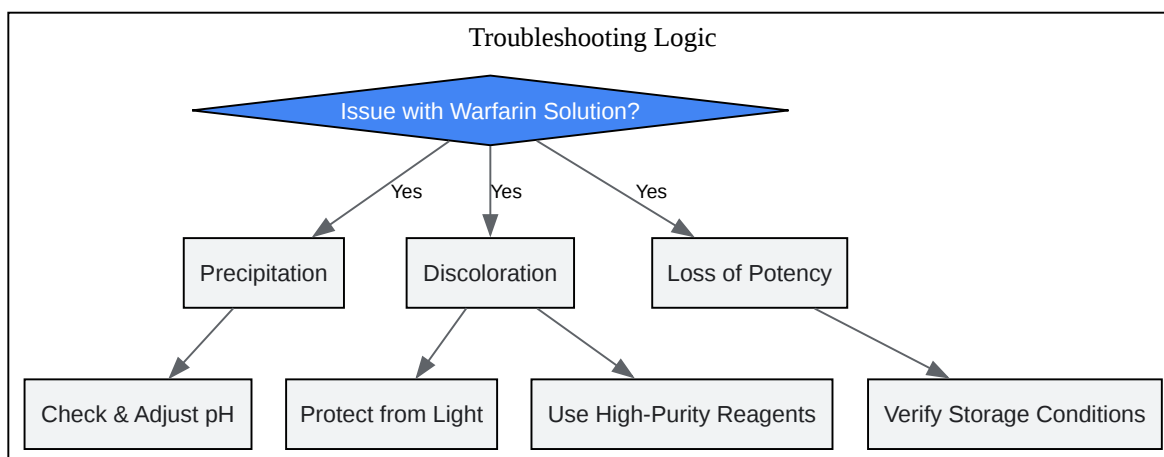 Troubleshooting Logic
Issue with Warfarin Solution?
Yes
Yes
Yes
Precipitation
Discoloration
Loss of Potency
Check & Adjust pH
Protect from Light
Use High-Purity Reagents
Verify Storage Conditions